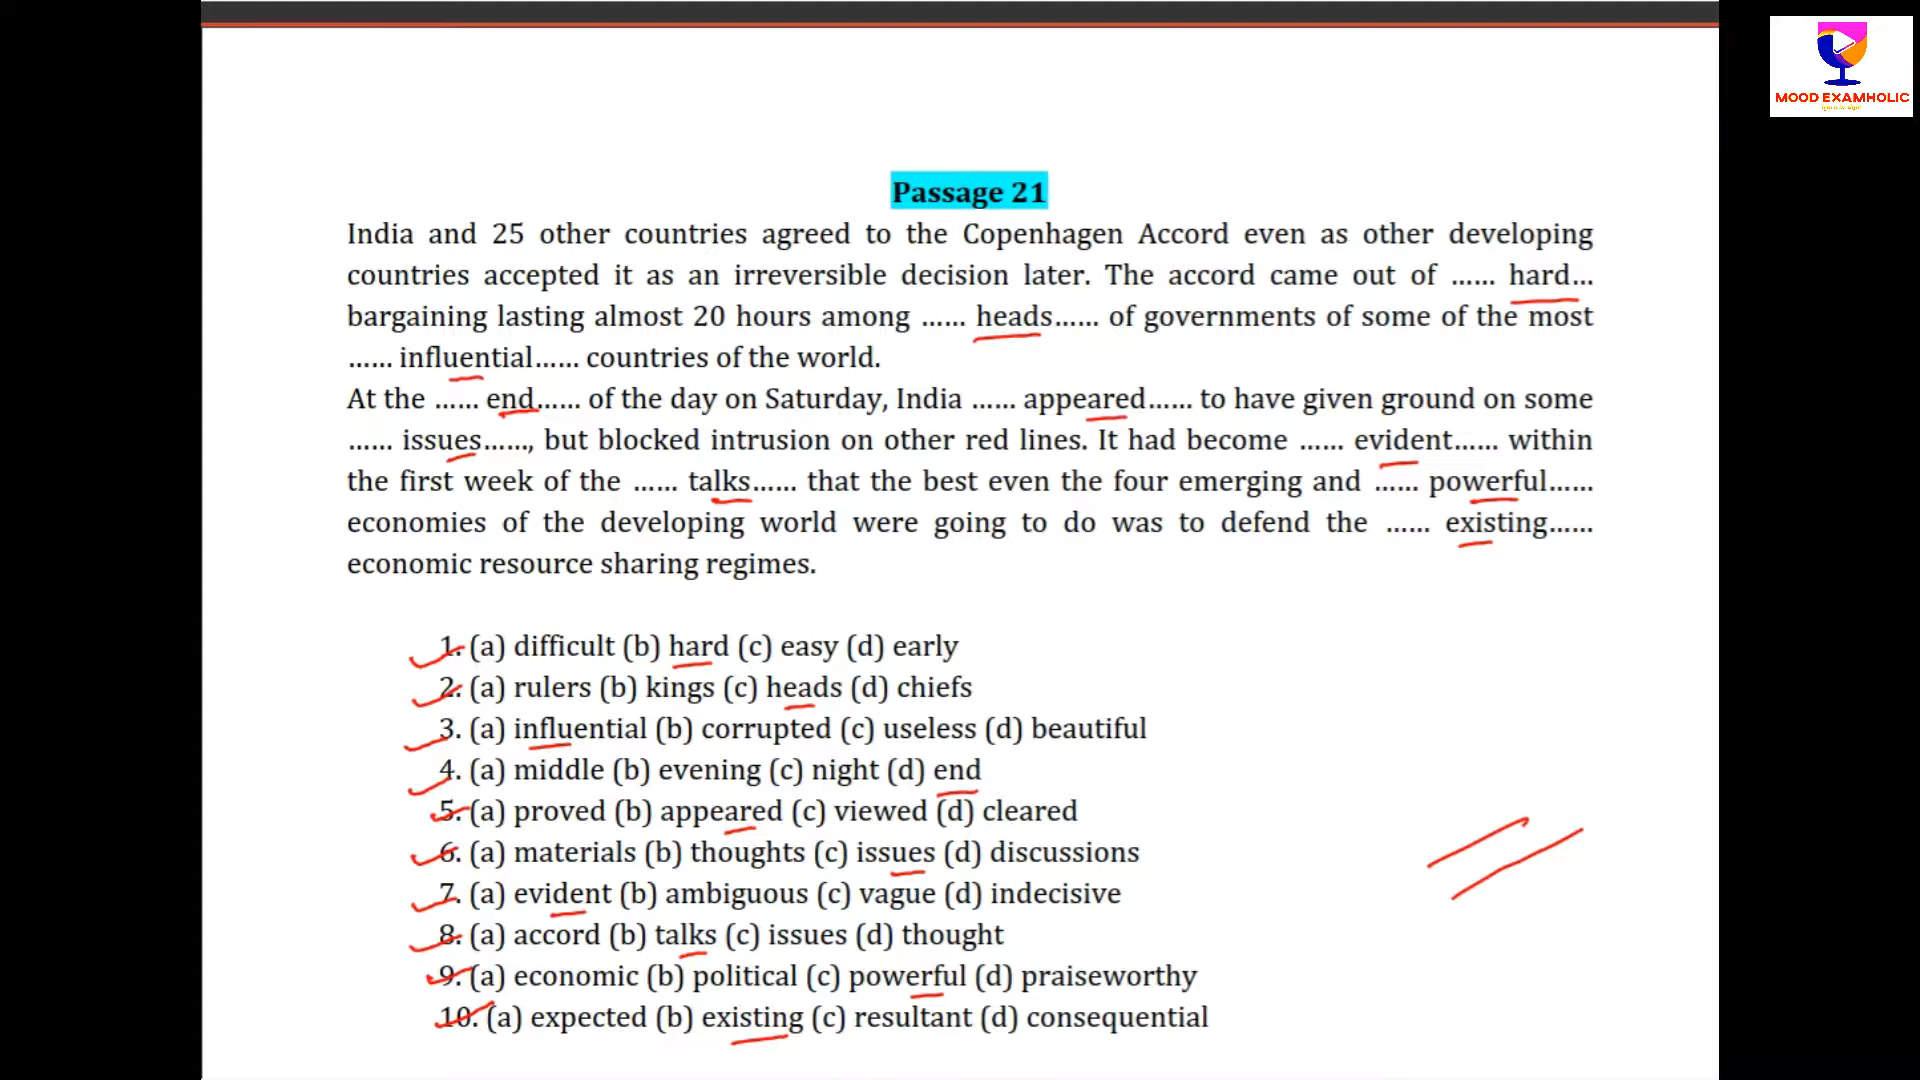 MOOD EXAMHOLIC
Passage 21
India and 25 other countries agreed to the Copenhagen Accord even as other developing
countries accepted it as an irreversible decision later. The accord came out of ...... hard...
bargaining lasting almost 20 hours among ...... heads...... of governments of some of the most
...... influential...... countries of the world.
At the ...... end...... of the day on Saturday, India ...... appeared...... to have given ground on some
...... issues......, but blocked intrusion on other red lines. It had become ...... evident...... within
the first week of the ...... talks...... that the best even the four emerging and ...... powerful......
economies of the developing world were going to do was to defend the ...... existing......
economic resource sharing regimes.
1. (a) difficult (b) hard (c) easy (d) early
2. (a) rulers (b) kings (c) heads (d) chiefs
3. (a) influential (b) corrupted (c) useless (d) beautiful
4. (a) middle (b) evening (c) night (d) end
5. (a) proved (b) appeared (c) viewed (d) cleared
6. (a) materials (b) thoughts (c) issues (d) discussions
7. (a) evident (b) ambiguous (c) vague (d) indecisive
8. (a) accord (b) talks (c) issues (d) thought
9. (a) economic (b) political (c) powerful (d) praiseworthy
10. (a) expected (b) existing (c) resultant (d) consequential